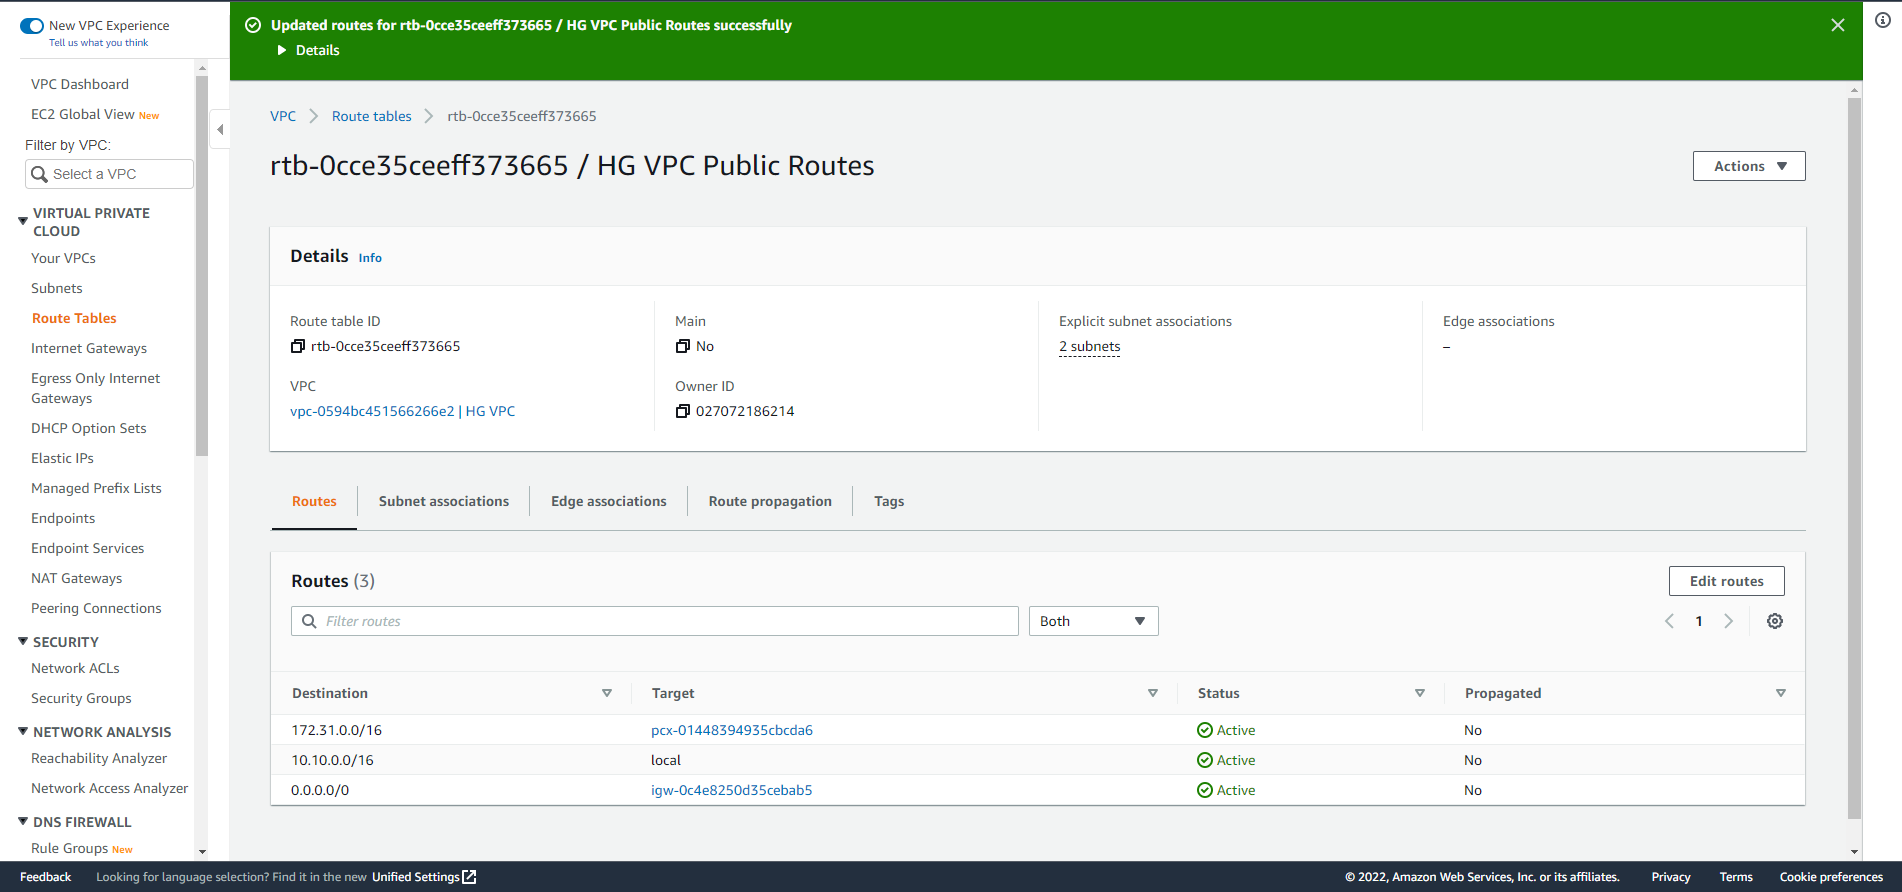 New VPC Experience
Tell us what you think
VPC Dashboard
EC2 Global View New
Filter by VPC:
Select a VPC
VIRTUAL PRIVATE
CLOUD
Your VPCs
Subnets
Route Tables
Internet Gateways
Egress Only Internet
Gateways
DHCP Option Sets
Elastic IPs
Managed Prefix Lists
Endpoints
Endpoint Services
NAT Gateways
Peering Connections
SECURITY
Network ACLs
Security Groups
NETWORK ANALYSIS
Reachability Analyzer
Network Access Analyzer
DNS FIREWALL
Rule Groups New
Updated routes for rtb-0cce35ceeff373665 / HG VPC Public Routes successfully
Details
VPC Route tables rtb-0cce35ceeff373665
rtb-0cce35ceeff373665 / HG VPC Public Routes
Actions
Details Info
Route table ID
rtb-0cce35ceeff373665
VPC
vpc-0594bc451566266e2 | HG VPC
Main
No
Owner ID
027072186214
Explicit subnet associations
2 subnets
Edge associations
–
Routes Subnet associations Edge associations Route propagation Tags
Routes (3)
Edit routes
Filter routes
Both
1
Destination Target Status Propagated
172.31.0.0/16 pcx-01448394935cbcda6 Active No
10.10.0.0/16 local Active No
0.0.0.0/0 igw-0c4e8250d35cebab5 Active No
Feedback Looking for language selection? Find it in the new Unified Settings © 2022, Amazon Web Services, Inc. or its affiliates. Privacy Terms Cookie preferences